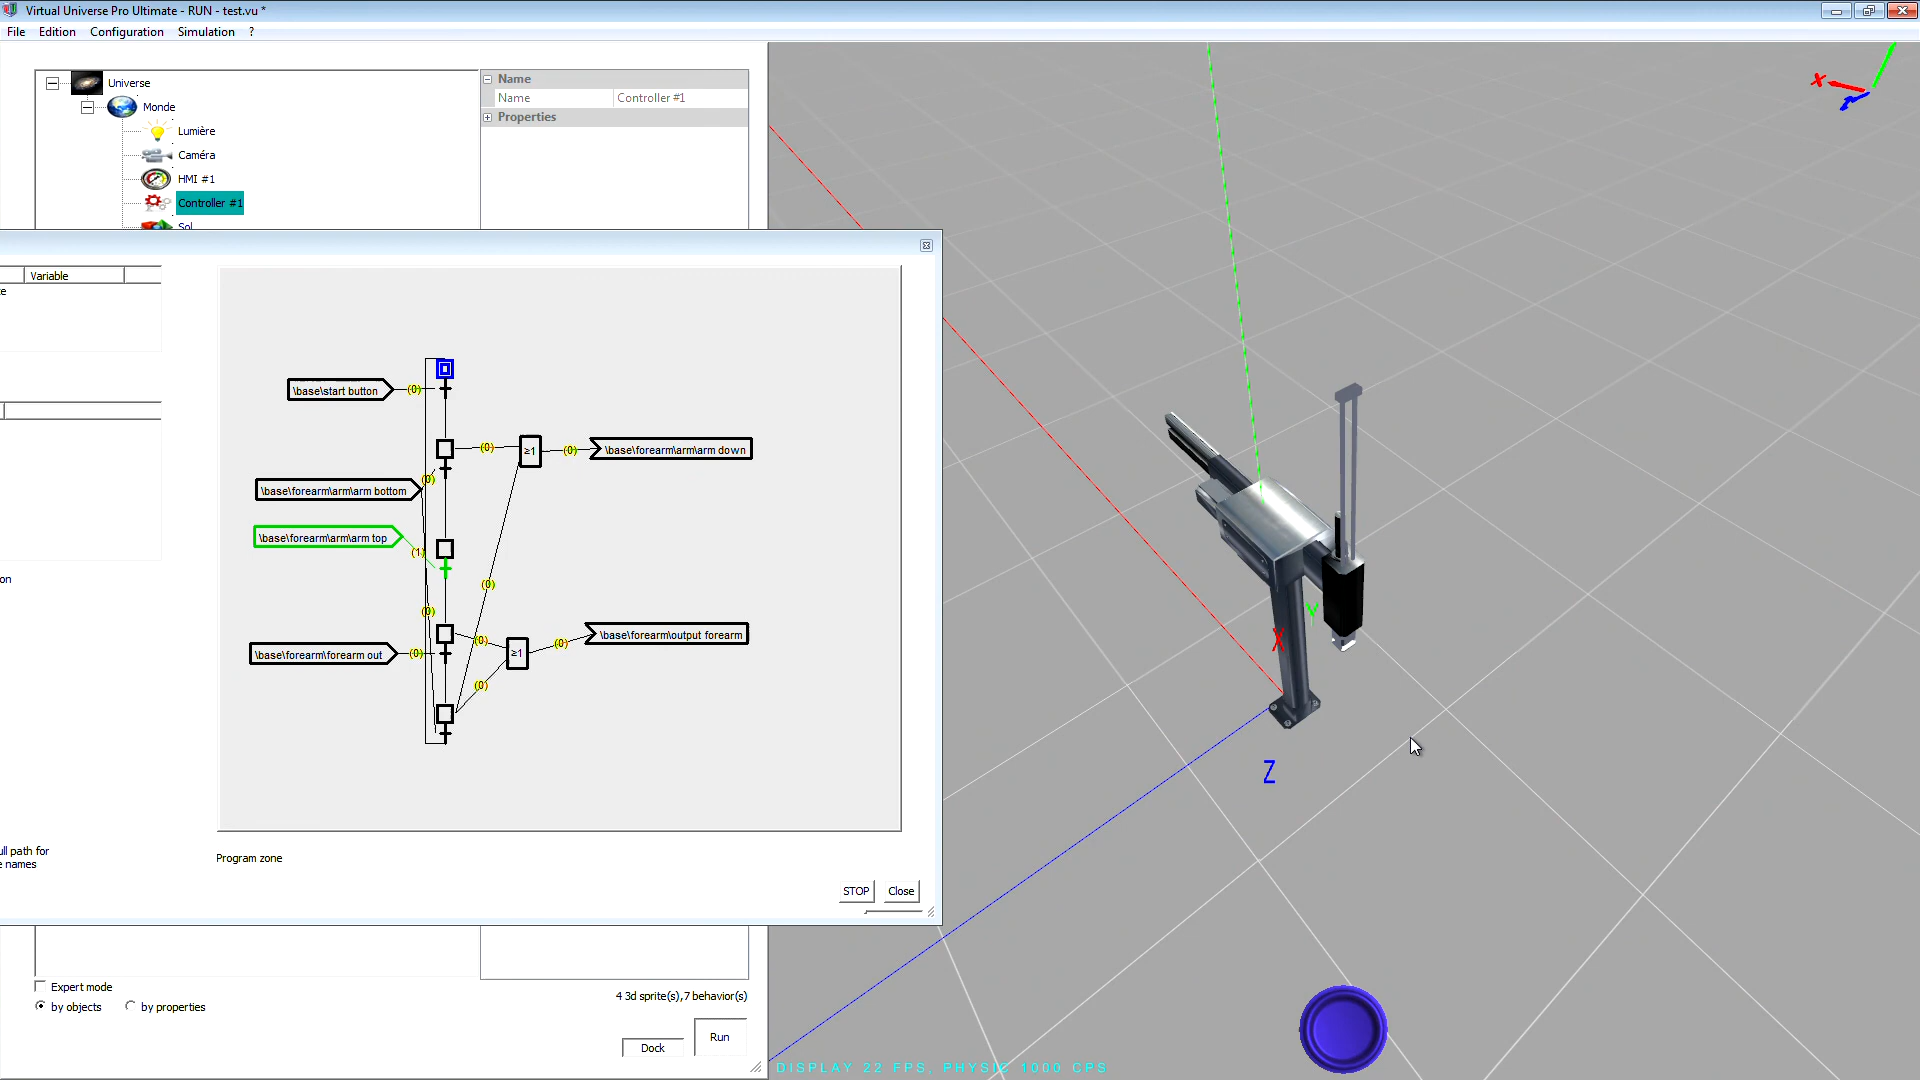 Virtual Universe Pro Ultimate - RUN - test.vu *
File Edition Configuration Simulation ?
Universe
Monde
Lumière
Caméra
HMI #1
Controller #1
Sol
Name
Name Controller #1
Properties
Variable
e
on
ull path for
e names
\base\start button
(0)
(0)
≥1
(0)
\base\forearm\arm\arm down
(0)
\base\forearm\arm\arm bottom
\base\forearm\arm\arm top
(1)
(0)
(0)
\base\forearm\forearm out
(0)
(0)
≥1
(0)
\base\forearm\output forearm
(0)
Program zone
STOP
Close
Expert mode
by objects
by properties
4 3d sprite(s),7 behavior(s)
Run
Dock
X
X
Y
Z
DISPLAY 22 FPS, PHYSIC 1000 CPS